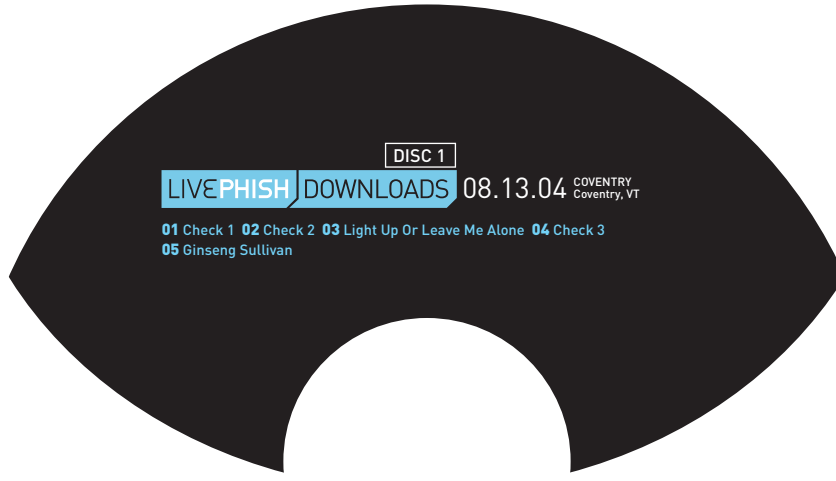 DISC 1
LIVEPHISH DOWNLOADS 08.13.04 COVENTRY
Coventry, VT
01 Check 1 02 Check 2 03 Light Up Or Leave Me Alone 04 Check 3
05 Ginseng Sullivan